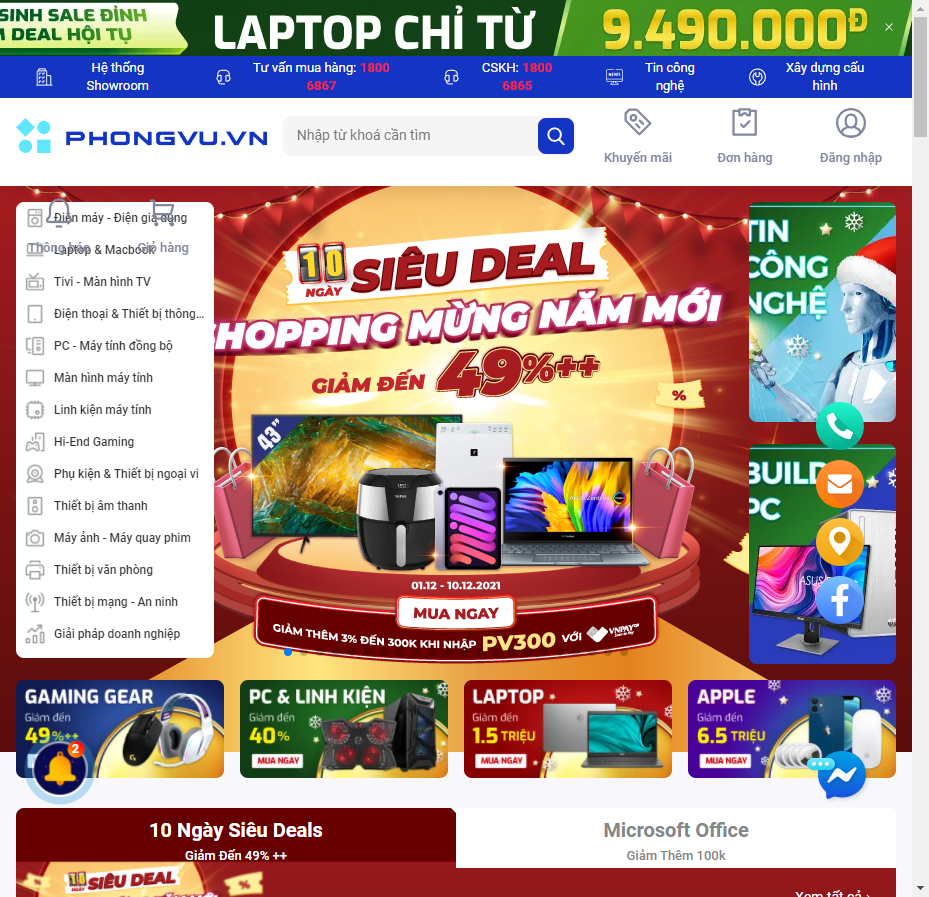 SINH SALE ĐỈNH
M DEAL HỘI TỤ
LAPTOP CHỈ TỪ
9.490.000Đ
Hệ thống
Showroom
Tư vấn mua hàng: 1800
6867
CSKH: 1800
6865
NEWS
Tin công
nghệ
Xây dựng cấu
hình
PHONGVU.VN
Nhập từ khoá cần tìm
Khuyến mãi
Đơn hàng
Đăng nhập
Thông báo
Giỏ hàng
Điện máy - Điện gia dụng
Laptop & Macbook
Tivi - Màn hình TV
Điện thoại & Thiết bị thông...
PC - Máy tính đồng bộ
Màn hình máy tính
Linh kiện máy tính
Hi-End Gaming
Phụ kiện & Thiết bị ngoại vi
Thiết bị âm thanh
Máy ảnh - Máy quay phim
Thiết bị văn phòng
Thiết bị mạng - An ninh
Giải pháp doanh nghiệp
10
NGÀY
SIÊU DEAL
SHOPPING MỪNG NĂM MỚI
GIẢM ĐẾN 49%++
%
43”
01.12 - 10.12.2021
MUA NGAY
GIẢM THÊM 3% ĐẾN 300K KHI NHẬP PV300 VỚI VNPAYQR
TIN
CÔNG
NGHỆ
BUILD
PC
GAMING GEAR
Giảm đến
49%++
2
PC & LINH KIỆN
Giảm đến
40%
MUA NGAY
LAPTOP
Giảm đến
1.5 TRIỆU
MUA NGAY
APPLE
Giảm đến
6.5 TRIỆU
MUA NGAY
10 Ngày Siêu Deals
Giảm Đến 49% ++
Microsoft Office
Giảm Thêm 100k
10
SIÊU DEAL
%
Xem tất cả